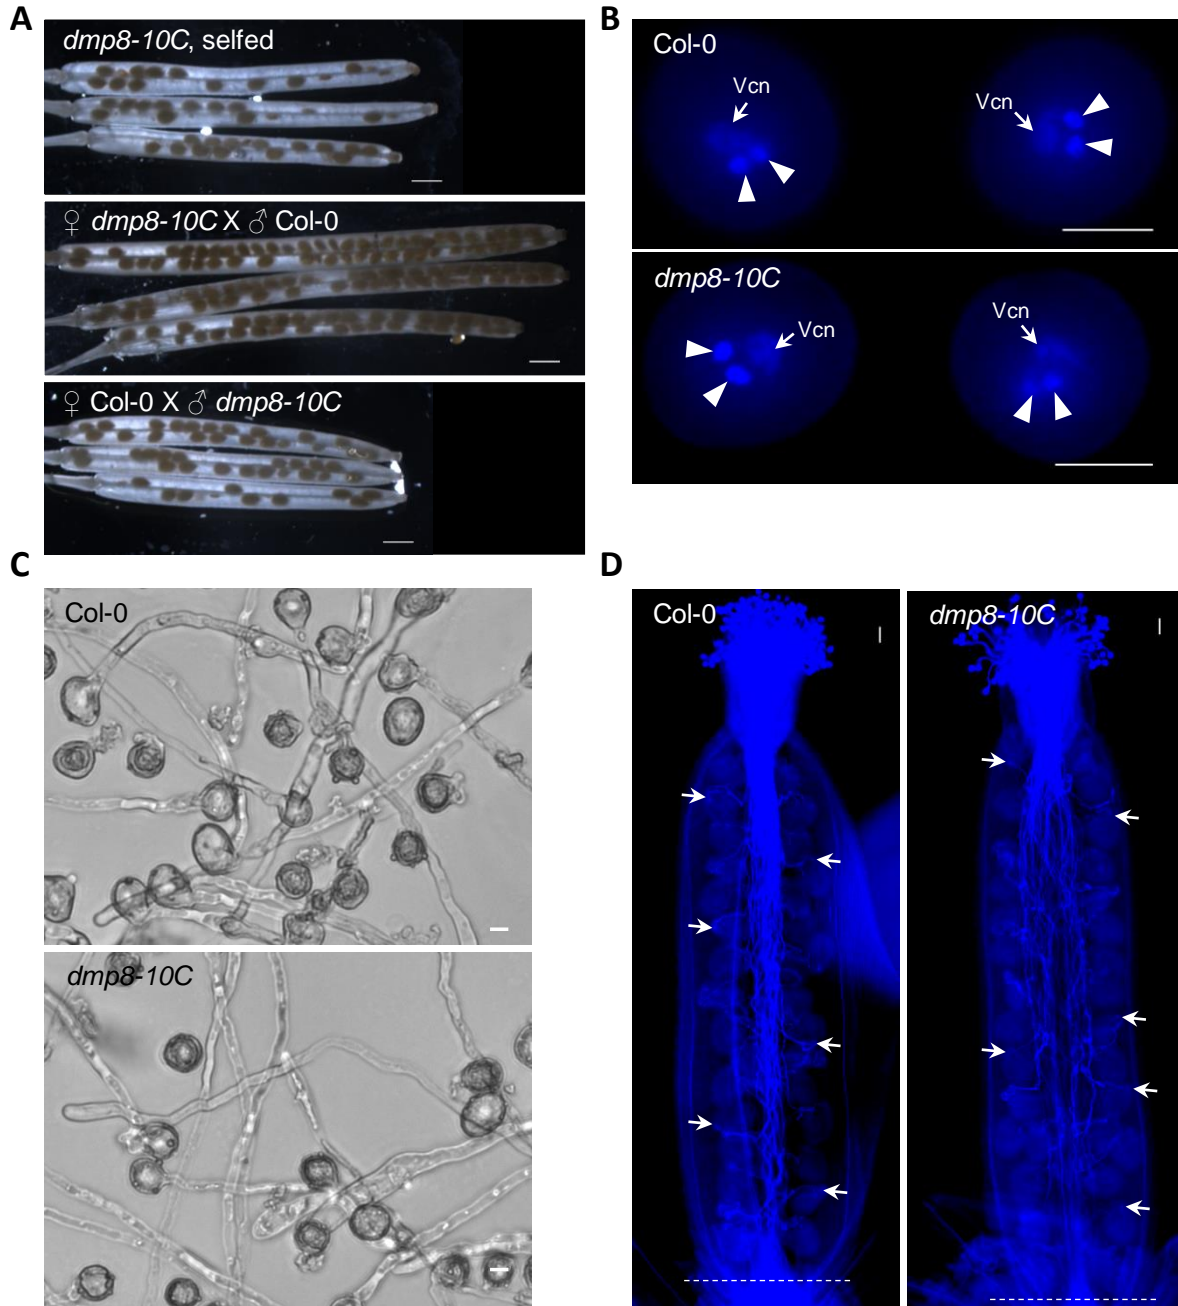 A
dmp8-10C, selfed
♀ dmp8-10C X ♂ Col-0
♀ Col-0 X ♂ dmp8-10C
B
Col-0
Vcn
Vcn
dmp8-10C
Vcn
Vcn
C
Col-0
dmp8-10C
D
Col-0
dmp8-10C